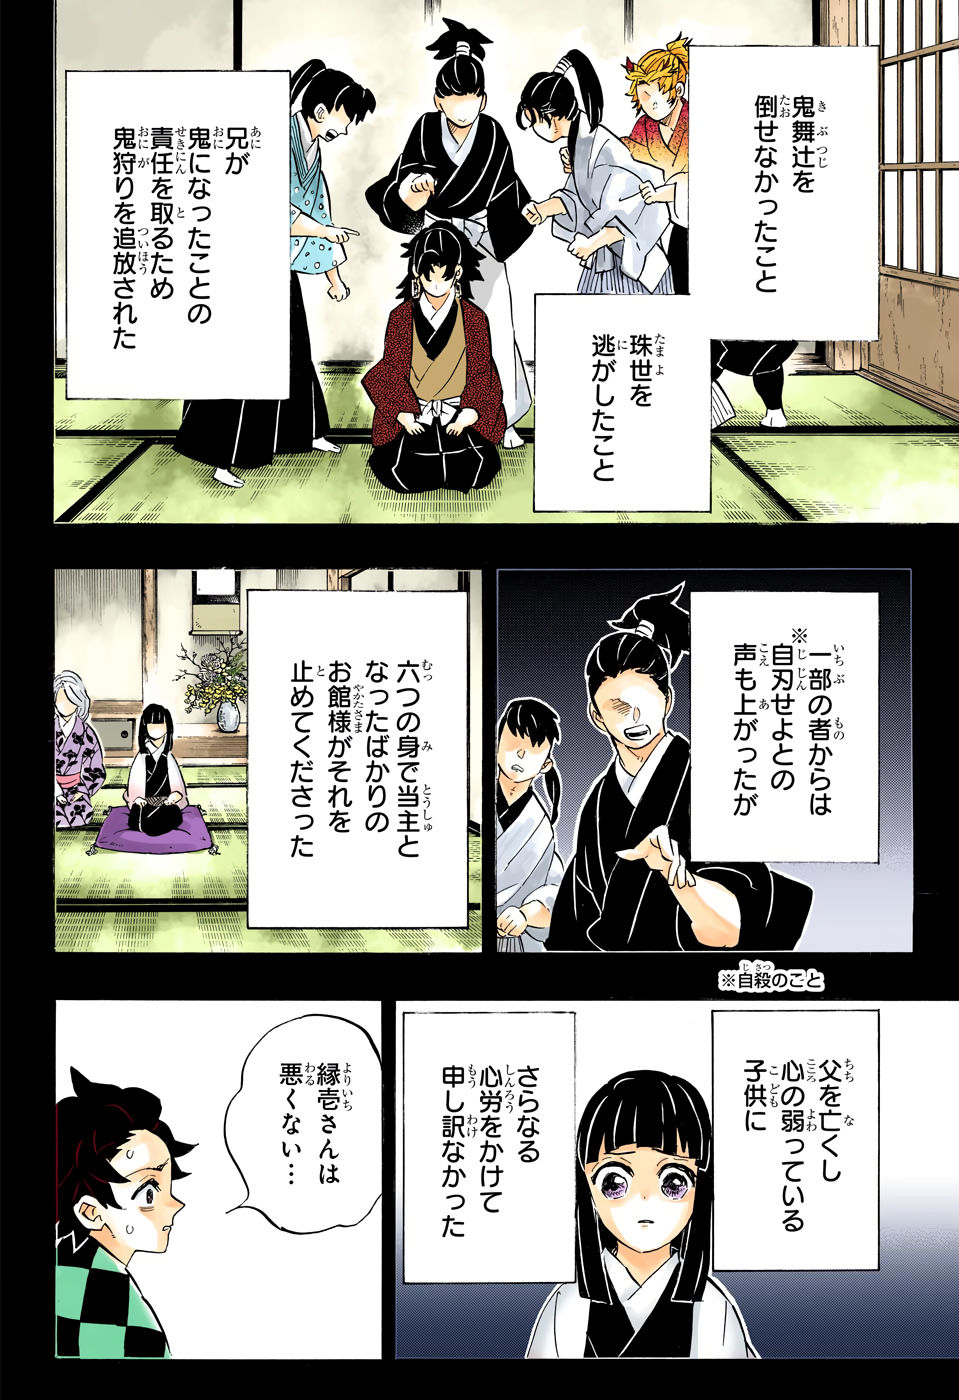 鬼舞辻を
倒せなかったこと
珠世を
逃がしたこと
兄が
鬼になったことの
責任を取るため
鬼狩りを追放された
一部の者からは
※自刃せよとの
声も上がったが
※自殺のこと
六つの身で当主と
なったばかりの
お館様がそれを
止めてくださった
父を亡くし
心の弱っている
子供に
さらなる
心労をかけて
申し訳なかった
縁壱さんは
悪くない…